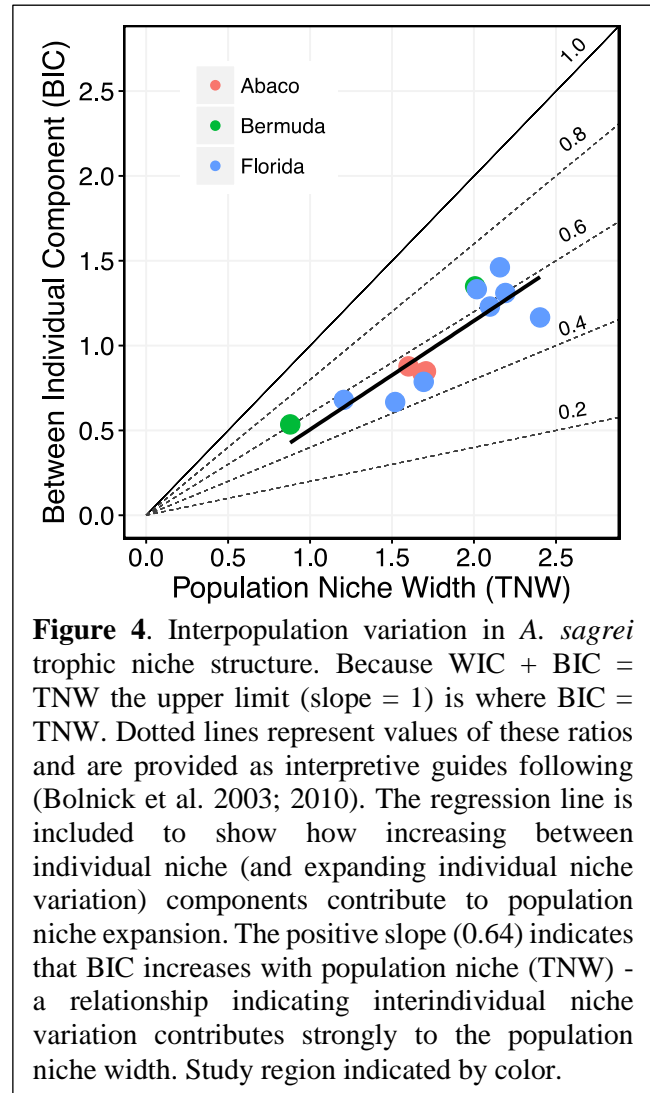 Between Individual Component (BIC)
2.5
2.0
1.5
1.0
0.5
0.0
Abaco
Bermuda
Florida
1.0
0.8
0.6
0.4
0.2
0.0 0.5 1.0 1.5 2.0 2.5
Population Niche Width (TNW)
Figure 4. Interpopulation variation in A. sagrei
trophic niche structure. Because WIC + BIC =
TNW the upper limit (slope = 1) is where BIC =
TNW. Dotted lines represent values of these ratios
and are provided as interpretive guides following
(Bolnick et al. 2003; 2010). The regression line is
included to show how increasing between
individual niche (and expanding individual niche
variation) components contribute to population
niche expansion. The positive slope (0.64) indicates
that BIC increases with population niche (TNW) -
a relationship indicating interindividual niche
variation contributes strongly to the population
niche width. Study region indicated by color.